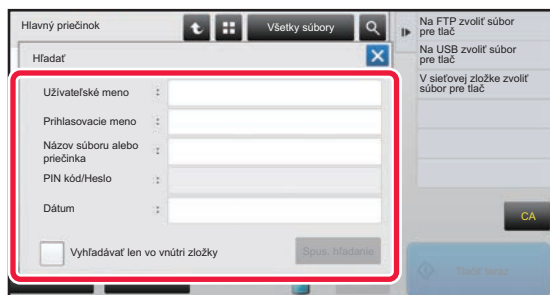 Hlavný priečinok
Všetky súbory
Hľadať
Užívateľské meno :
Prihlasovacie meno :
Názov súboru alebo
priečinka :
PIN kód/Heslo :
Dátum :
Vyhľadávať len vo vnútri zložky
Spus. hľadanie
Na FTP zvoliť súbor
pre tlač
Na USB zvoliť súbor
pre tlač
V sieťovej zložke zvoliť
súbor pre tlač
CA
Tlačiť teraz